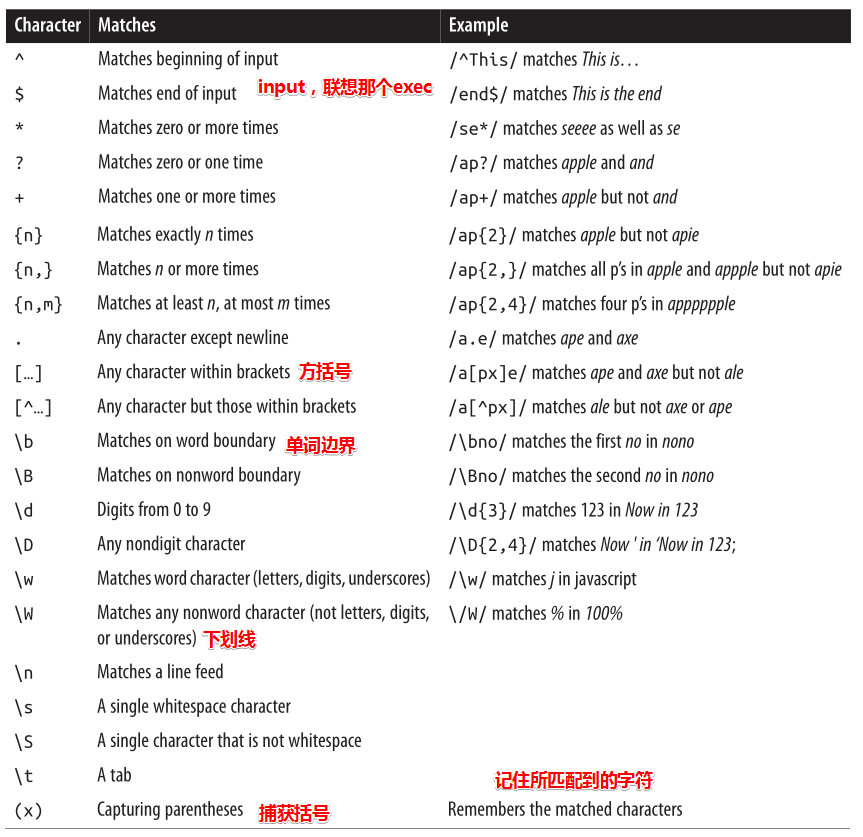 Character Matches Example
^ Matches beginning of input /^This/ matches This is…
$ Matches end of input input，联想那个exec /end$/ matches This is the end
* Matches zero or more times /se*/ matches seeee as well as se
? Matches zero or one time /ap?/ matches apple and and
+ Matches one or more times /ap+/ matches apple but not and
{n} Matches exactly n times /ap{2}/ matches apple but not apie
{n,} Matches n or more times /ap{2,}/ matches all p’s in apple and appple but not apie
{n,m} Matches at least n, at most m times /ap{2,4}/ matches four p’s in apppppple
. Any character except newline /a.e/ matches ape and axe
[…] Any character within brackets 方括号 /a[px]e/ matches ape and axe but not ale
[^…] Any character but those within brackets /a[^px]/ matches ale but not axe or ape
\b Matches on word boundary 单词边界 /\bno/ matches the first no in nono
\B Matches on nonword boundary /\Bno/ matches the second no in nono
\d Digits from 0 to 9 /\d{3}/ matches 123 in Now in 123
\D Any nondigit character /\D{2,4}/ matches Now ' in ‘Now in 123;
\w Matches word character (letters, digits, underscores) /\w/ matches j in javascript
\W Matches any nonword character (not letters, digits, \/W/ matches % in 100%
or underscores) 下划线
\n Matches a line feed
\s A single whitespace character
\S A single character that is not whitespace
\t A tab 记住所匹配到的字符
(x) Capturing parentheses 捕获括号 Remembers the matched characters